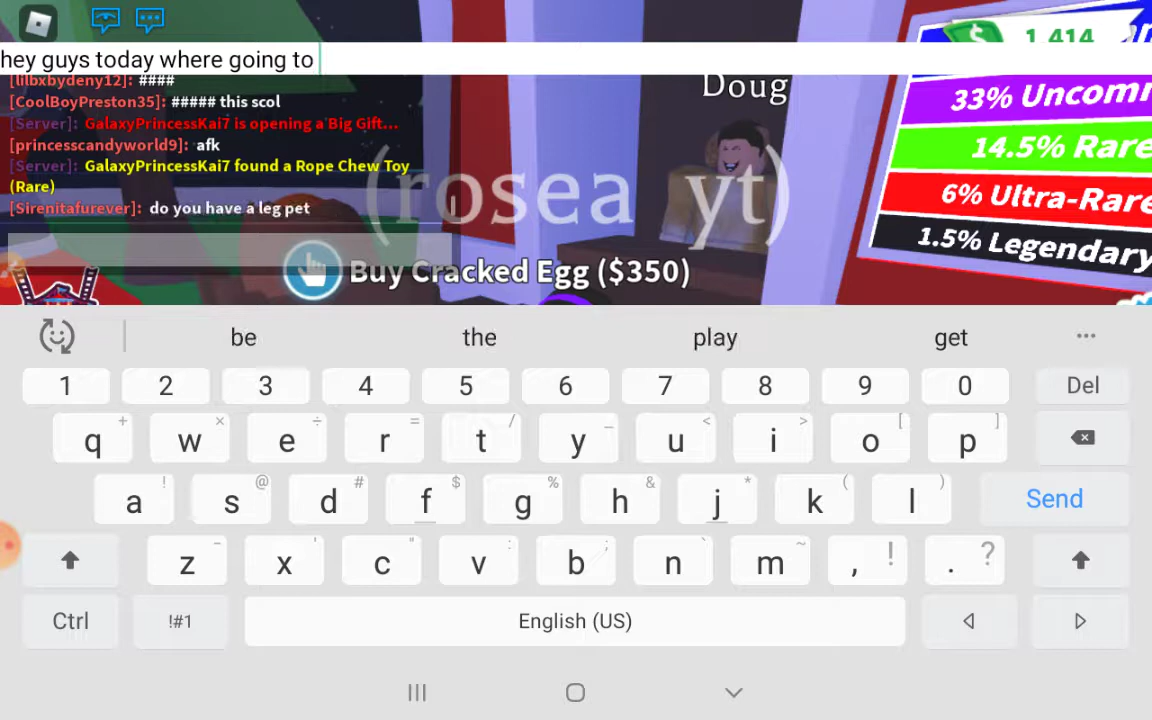 1,414
hey guys today where going to
[lilbxbydeny12]: ####
Doug
[CoolBoyPreston35]: ##### this scol
33% Uncomm
[Server]: GalaxyPrincessKai7 is opening a Big Gift...
[princesscandyworld9]: afk
14.5% Rare
[Server]: GalaxyPrincessKai7 found a Rope Chew Toy
(Rare)
(rosea yt)
6% Ultra-Rare
[Sirenitafurever]: do you have a leg pet
1.5% Legendary
Buy Cracked Egg ($350)
be the play get ...
1 2 3 4 5 6 7 8 9 0 Del
+ × ÷ = / _ < > [ ]
q w e r t y u i o p
! @ # $ % & * ( )
a s d f g h j k l Send
- ' " : ; ` ~ ! ?
z x c v b n m , .
Ctrl !#1 English (US)